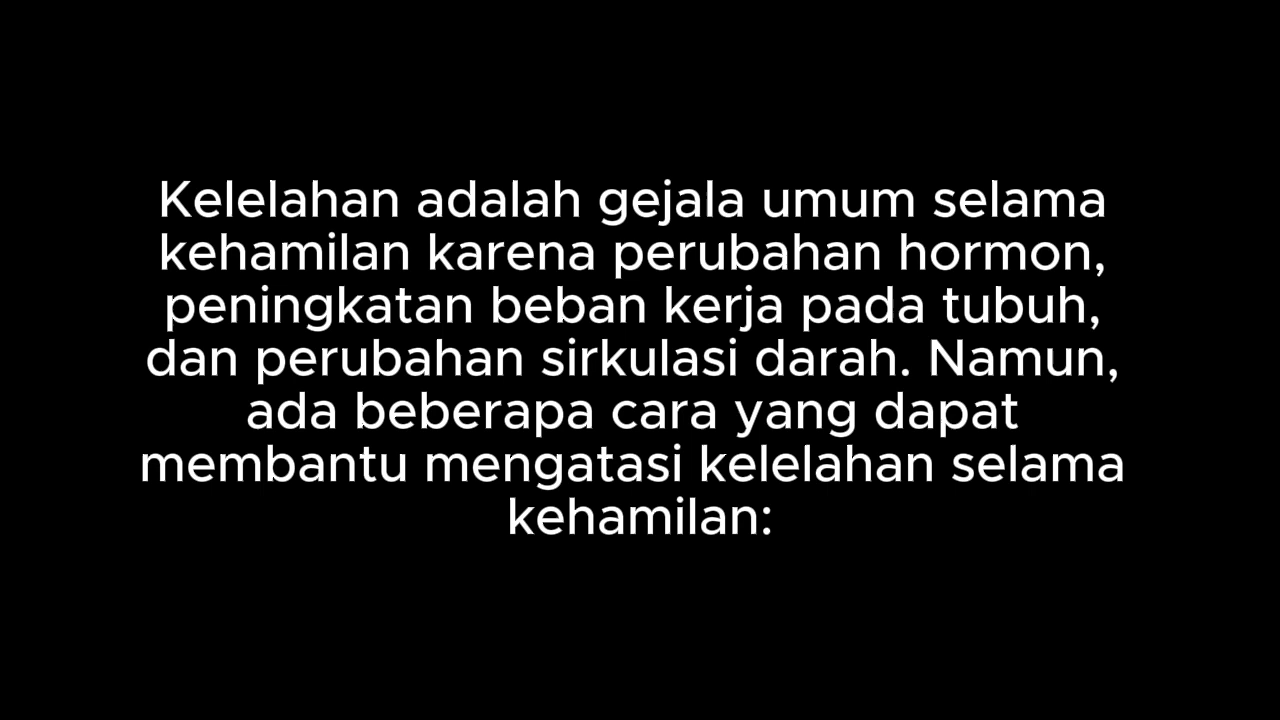 Kelelahan adalah gejala umum selama
kehamilan karena perubahan hormon,
peningkatan beban kerja pada tubuh,
dan perubahan sirkulasi darah. Namun,
ada beberapa cara yang dapat
membantu mengatasi kelelahan selama
kehamilan: